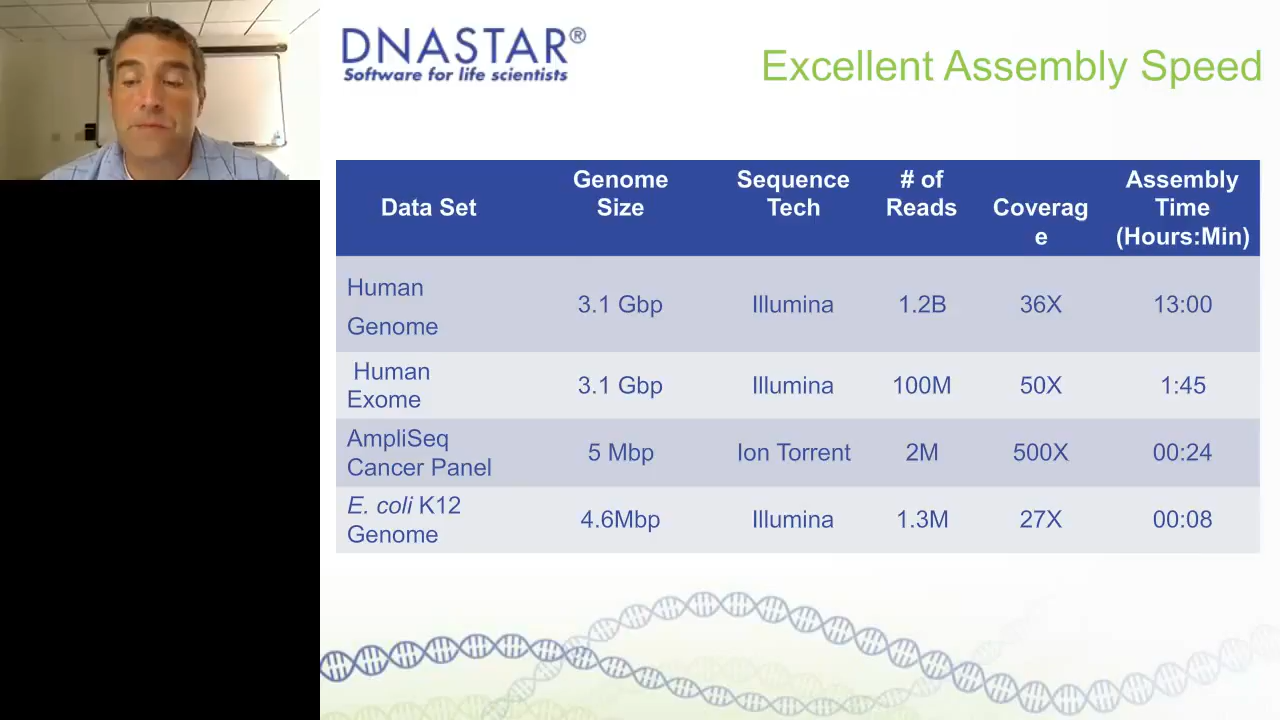 DNASTAR®
Software for life scientists
Excellent Assembly Speed
Data Set
Genome
Size
Sequence
Tech
# of
Reads
Coverag
e
Assembly
Time
(Hours:Min)
Human
Genome
3.1 Gbp
Illumina
1.2B
36X
13:00
Human
Exome
3.1 Gbp
Illumina
100M
50X
1:45
AmpliSeq
Cancer Panel
5 Mbp
Ion Torrent
2M
500X
00:24
E. coli K12
Genome
4.6Mbp
Illumina
1.3M
27X
00:08